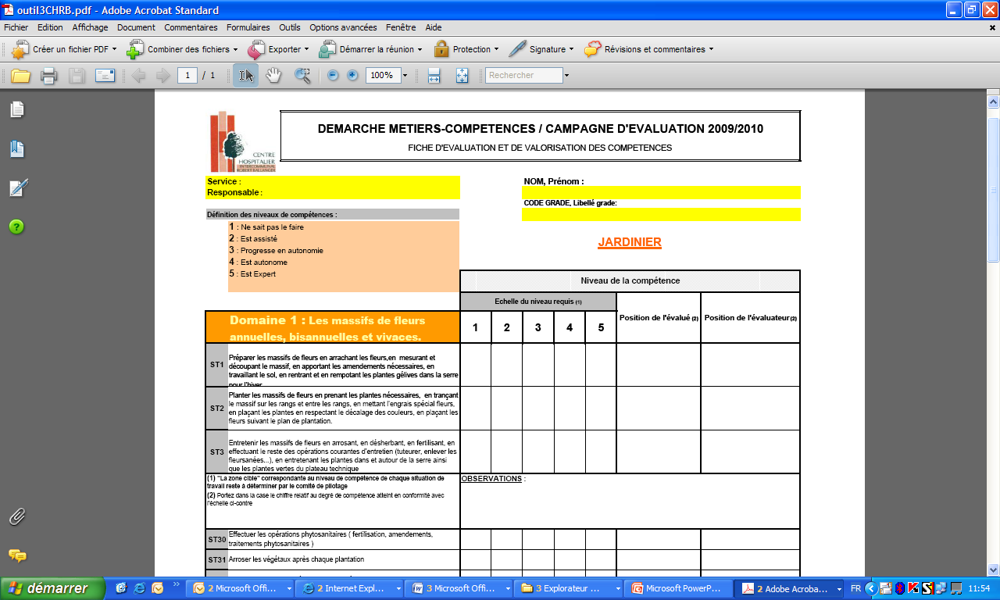 outil3CHRB.pdf - Adobe Acrobat Standard
Fichier Edition Affichage Document Commentaires Formulaires Outils Options avancées Fenêtre Aide
Créer un fichier PDF Combiner des fichiers Exporter Démarrer la réunion Protection Signature Révisions et commentaires
1 / 1 100% Rechercher
DEMARCHE METIERS-COMPETENCES / CAMPAGNE D'EVALUATION 2009/2010
FICHE D'EVALUATION ET DE VALORISATION DES COMPETENCES
CENTRE
HOSPITALIER
INTERCOMMUNAL
ROBERT BALLANGER
Service :
Responsable :
NOM, Prénom :
CODE GRADE, Libellé grade:
Définition des niveaux de compétences :
1 : Ne sait pas le faire
2 : Est assisté
3 : Progresse en autonomie
4 : Est autonome
5 : Est Expert
JARDINIER
Niveau de la compétence
Echelle du niveau requis (1)
Position de l'évalué (2) Position de l'évaluateur (2)
Domaine 1 : Les massifs de fleurs
annuelles, bisannuelles et vivaces.
1 2 3 4 5
ST1
Préparer les massifs de fleurs en arrachant les fleurs,en mesurant et
découpant le massif, en apportant les amendements nécessaires, en
travaillant le sol, en rentrant et en rempotant les plantes gélives dans la serre
pour l'hiver
ST2
Planter les massifs de fleurs en prenant les plantes nécessaires, en trançant
le massif sur les rangs et entre les rangs, en mettant l'engrais spécial fleurs,
en plaçant les plantes en respectant le décalage des couleurs, en plaçant les
fleurs suivant le plan de plantation.
ST3
Entretenir les massifs de fleurs en arrosant, en désherbant, en fertilisant, en
effectuant le reste des opérations courantes d'entretien (tuteurer, enlever les
fleursanées...), en entretenant les plantes dans et autour de la serre ainsi
que les plantes vertes du plateau technique
(1) "La zone cible" correspondante au niveau de compétence de chaque situation de
travail reste à déterminer par le comité de pilotage
(2) Portez dans la case le chiffre relatif au degré de compétence atteint en conformité avec
l'échelle ci-contre
OBSERVATIONS :
ST30
Effectuer les opérations phytosanitaires ( fertilisation, amendements,
traitements phytosanitaires )
ST31 Arroser les végétaux après chaque plantation
démarrer 2 Microsoft Offi... 2 Internet Expl... 3 Microsoft Offi... 3 Explorateur ... Microsoft PowerP... 2 Adobe Acroba... FR 11:54